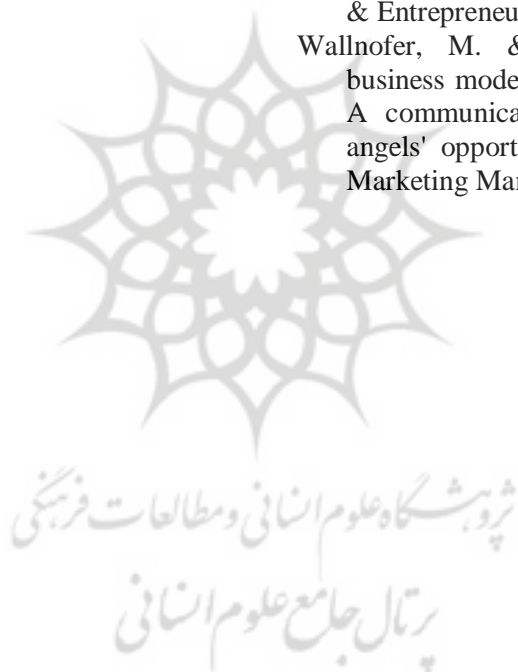 & Entrepreneu
Wallnofer, M. &
business mode
A communica
angels' opport
Marketing Mar
پژوهشگاه علوم انسانی و مطالعات فرهنگی
پرتال جامع علوم انسانی